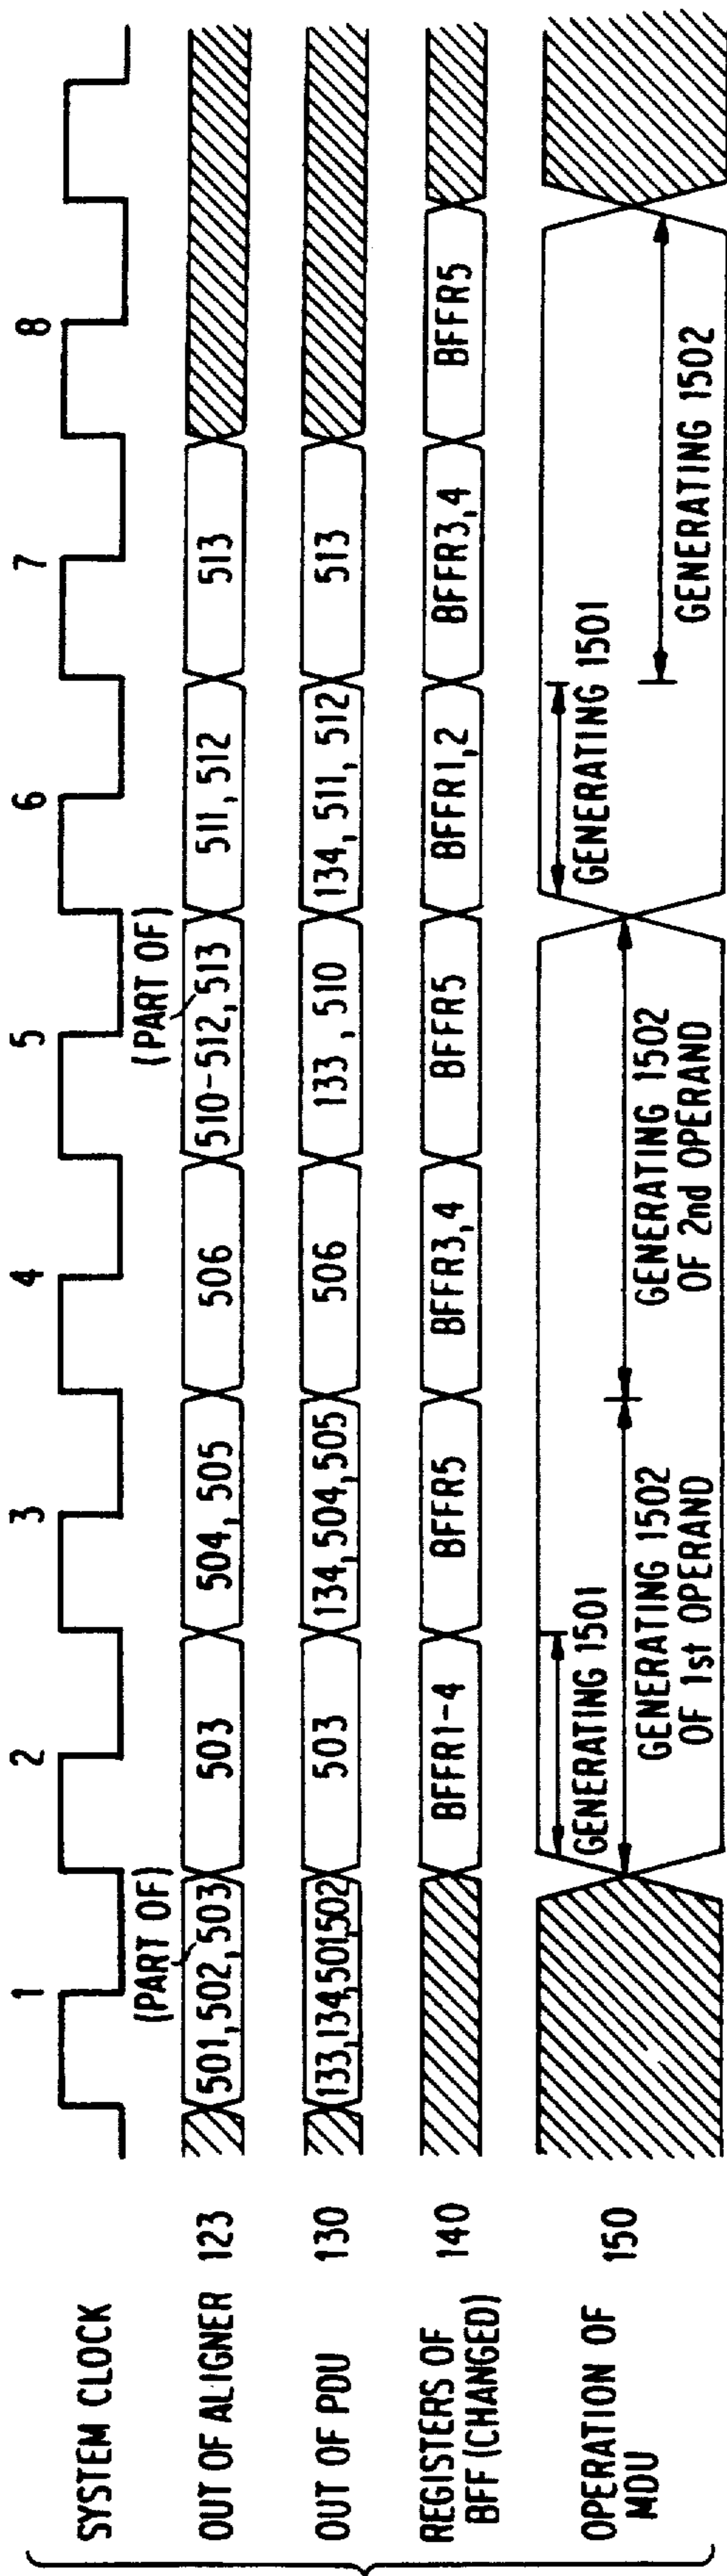 SYSTEM CLOCK
1
2
3
4
5
6
7
8
OUT OF ALIGNER 123
(PART OF)
501, 502, 503
503
504, 505
506
(PART OF)
510-512, 513
511, 512
513
OUT OF PDU 130
133,134,501,502
503
134, 504, 505
506
133, 510
134, 511, 512
513
REGISTERS OF
BFF (CHANGED)
140
BFFR1-4
BFFR5
BFFR3, 4
BFFR5
BFFR1, 2
BFFR3, 4
BFFR5
OPERATION OF
MDU
150
GENERATING 1501
GENERATING 1502
OF 1st OPERAND
GENERATING 1502
OF 2nd OPERAND
GENERATING 1501
GENERATING 1502